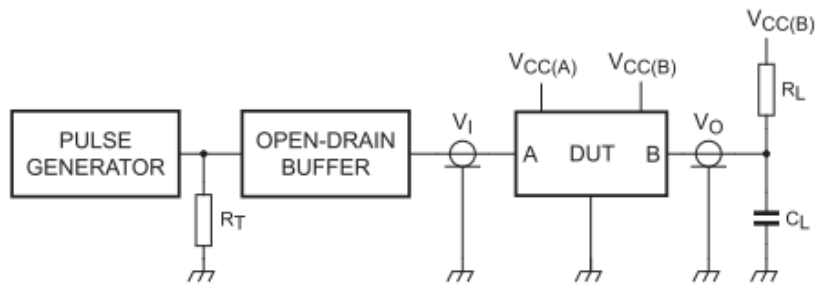 VCC(B)
VCC(A)
VCC(B)
RL
PULSE
GENERATOR
OPEN-DRAIN
BUFFER
VI
A
DUT
B
VO
RT
CL